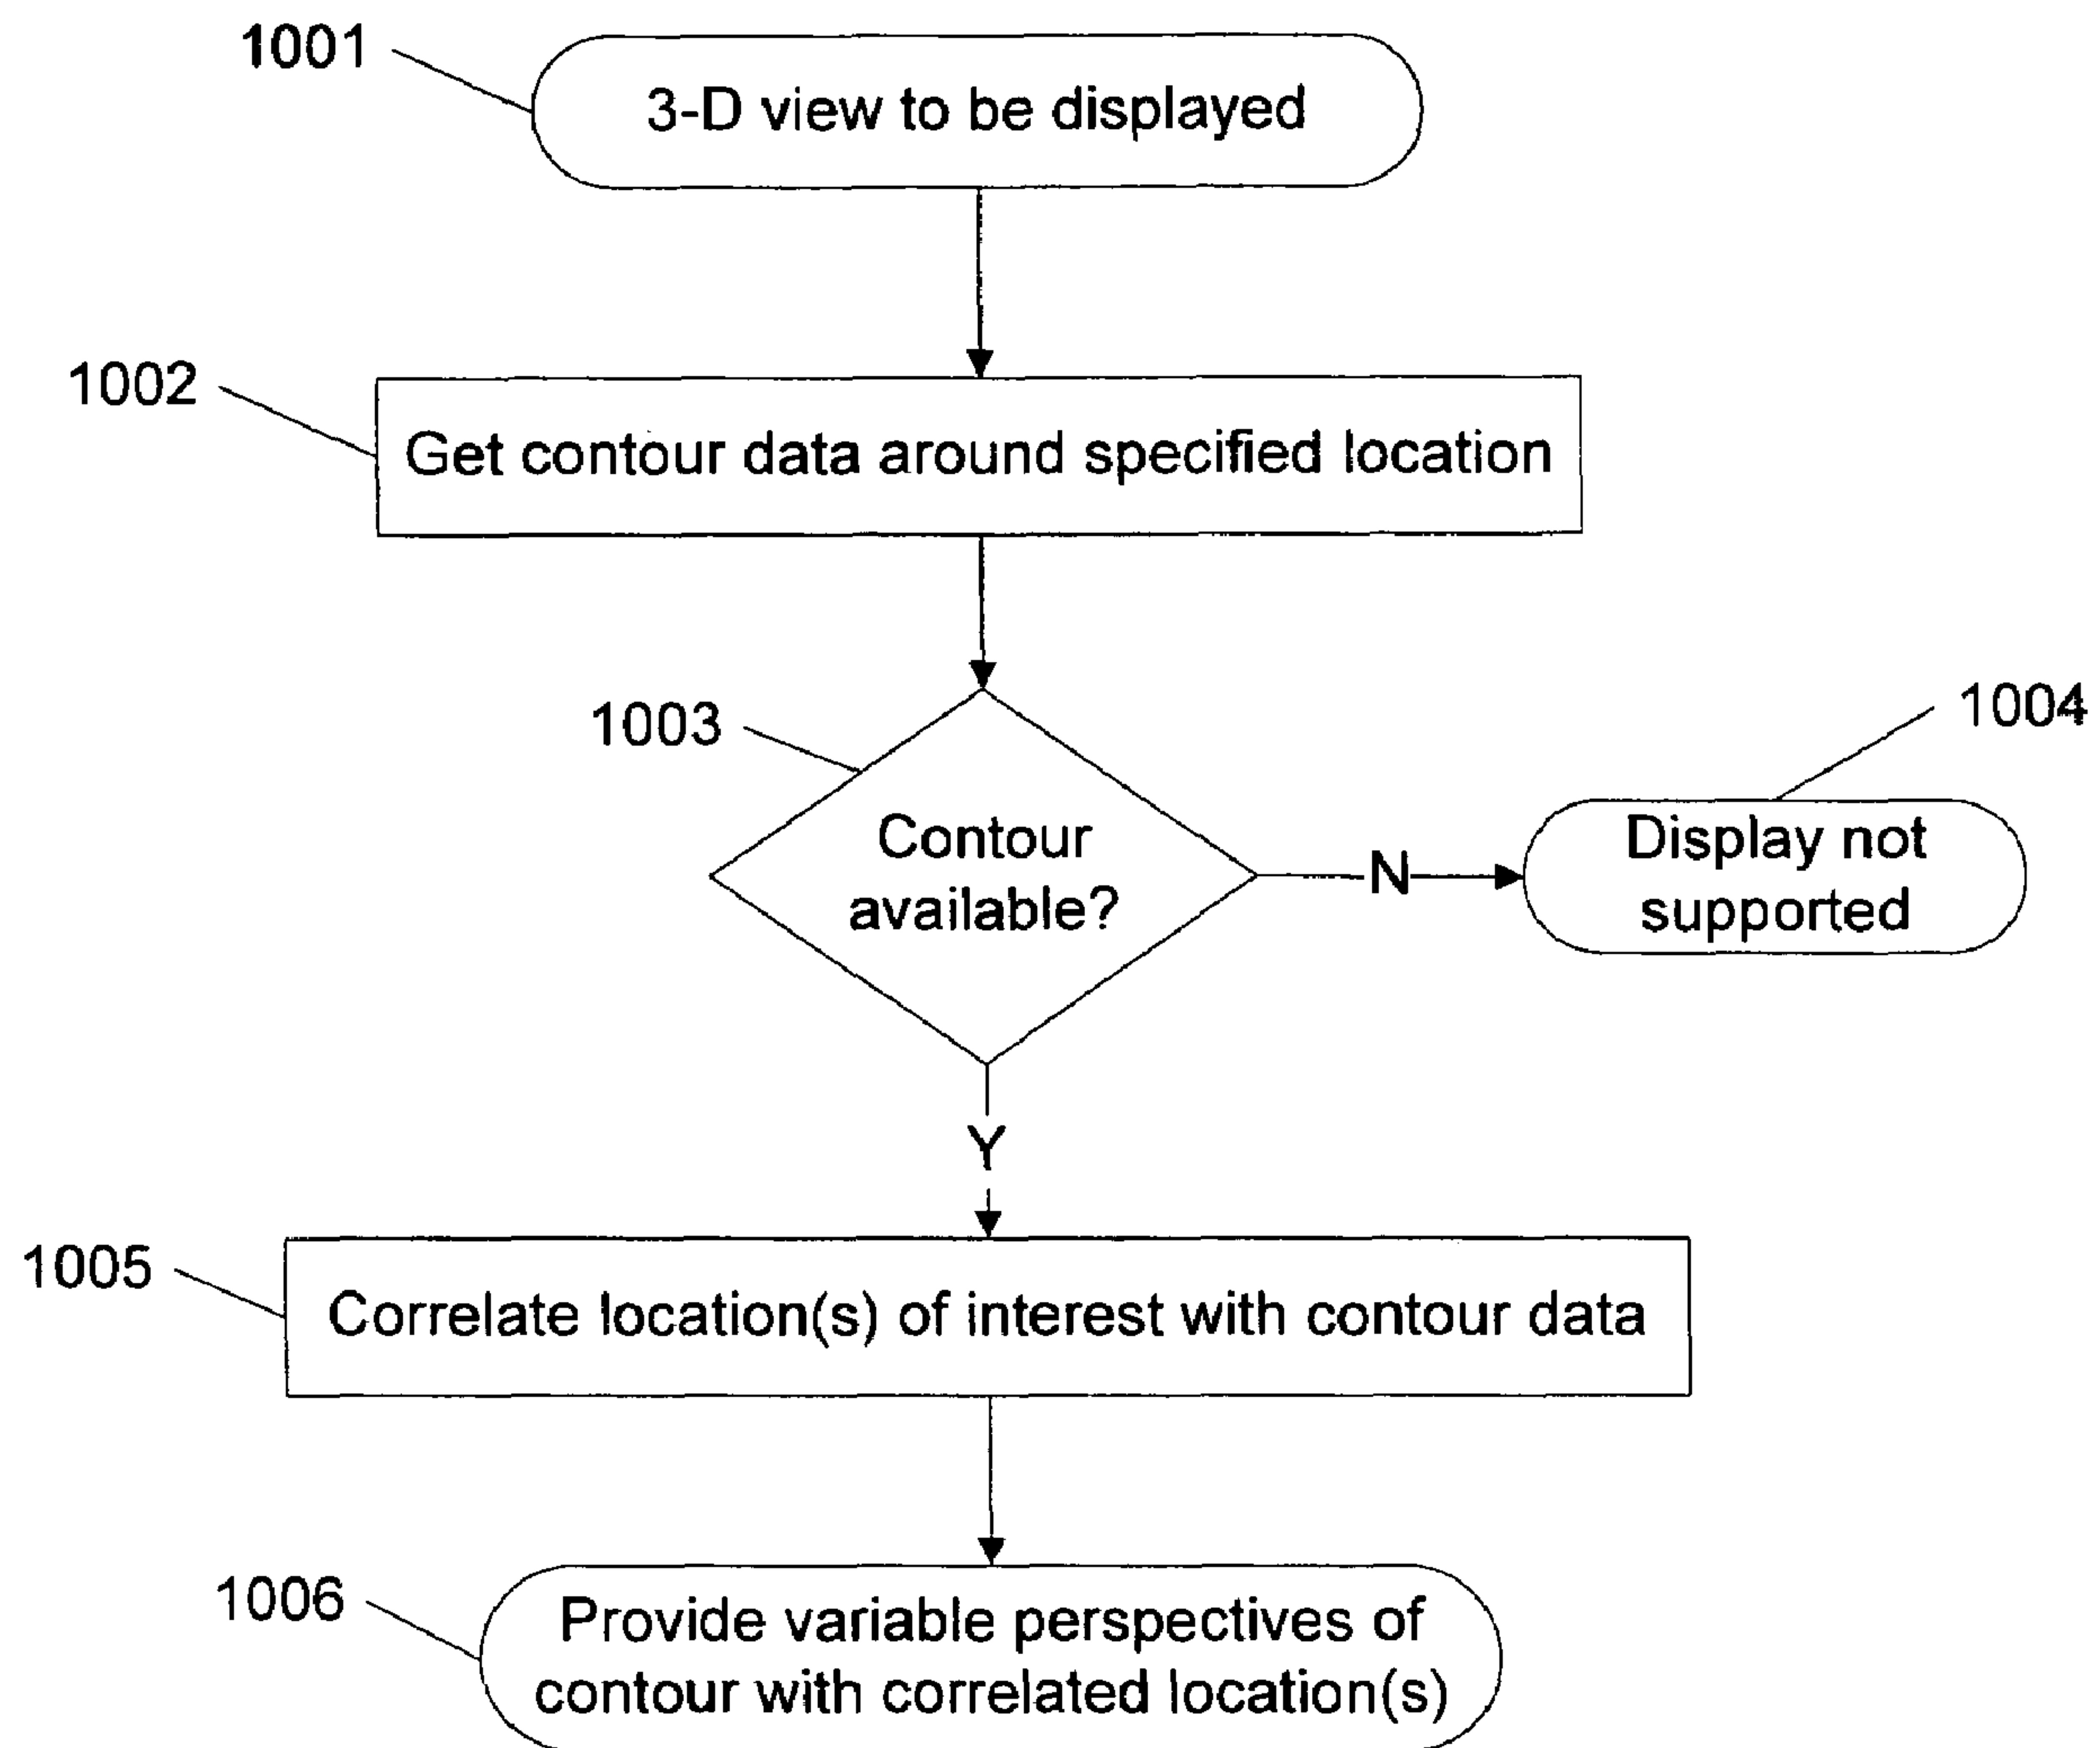 1001
3-D view to be displayed
1002
Get contour data around specified location
1003
1004
Contour
available?
N
Display not
supported
Y
1005
Correlate location(s) of interest with contour data
1006
Provide variable perspectives of
contour with correlated location(s)